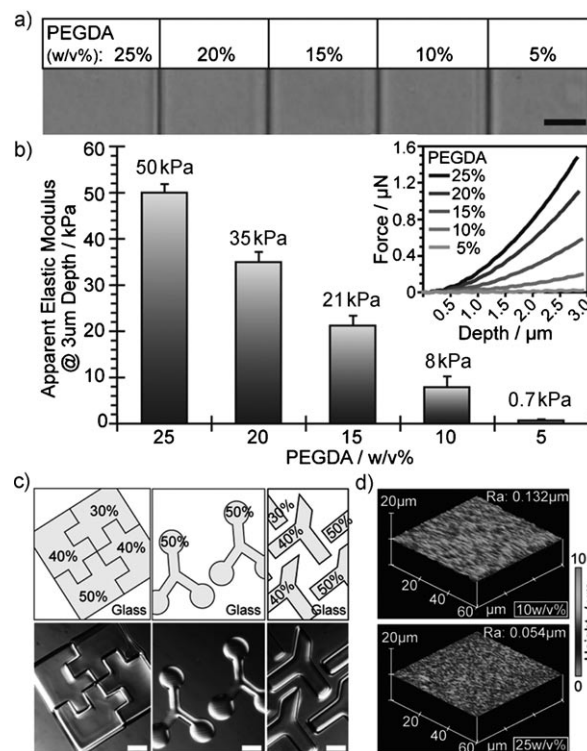 a)
PEGDA
(w/v%): 25% 20% 15% 10% 5%
b)
Apparent Elastic Modulus
@ 3um Depth / kPa
60
50
40
30
20
10
0
50 kPa
35 kPa
21 kPa
8 kPa
0.7 kPa
25 20 15 10 5
PEGDA / w/v%
Force / µN
1.6
1.2
0.8
0.4
0
PEGDA
25%
20%
15%
10%
5%
0.5 1.0 1.5 2.0 2.5 3.0
Depth / µm
c)
30%
40% 40%
50%
Glass
50% 50%
Glass
30%
40% 50%
40% 50%
Glass
d)
20µm
Ra: 0.132µm
20
40
60 µm
10w/v%
20µm
Ra: 0.054µm
20
40
60 µm
25w/v%
10
0